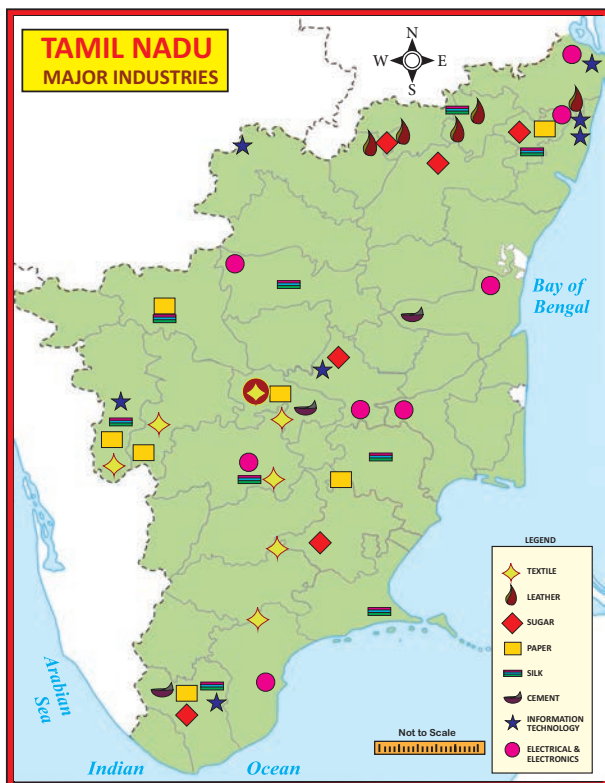 TAMIL NADU
MAJOR INDUSTRIES
N
W E
S
Bay of
Bengal
LEGEND
TEXTILE
LEATHER
SUGAR
PAPER
SILK
CEMENT
INFORMATION
TECHNOLOGY
ELECTRICAL &
ELECTRONICS
Arabian
Sea
Not to Scale
Indian Ocean